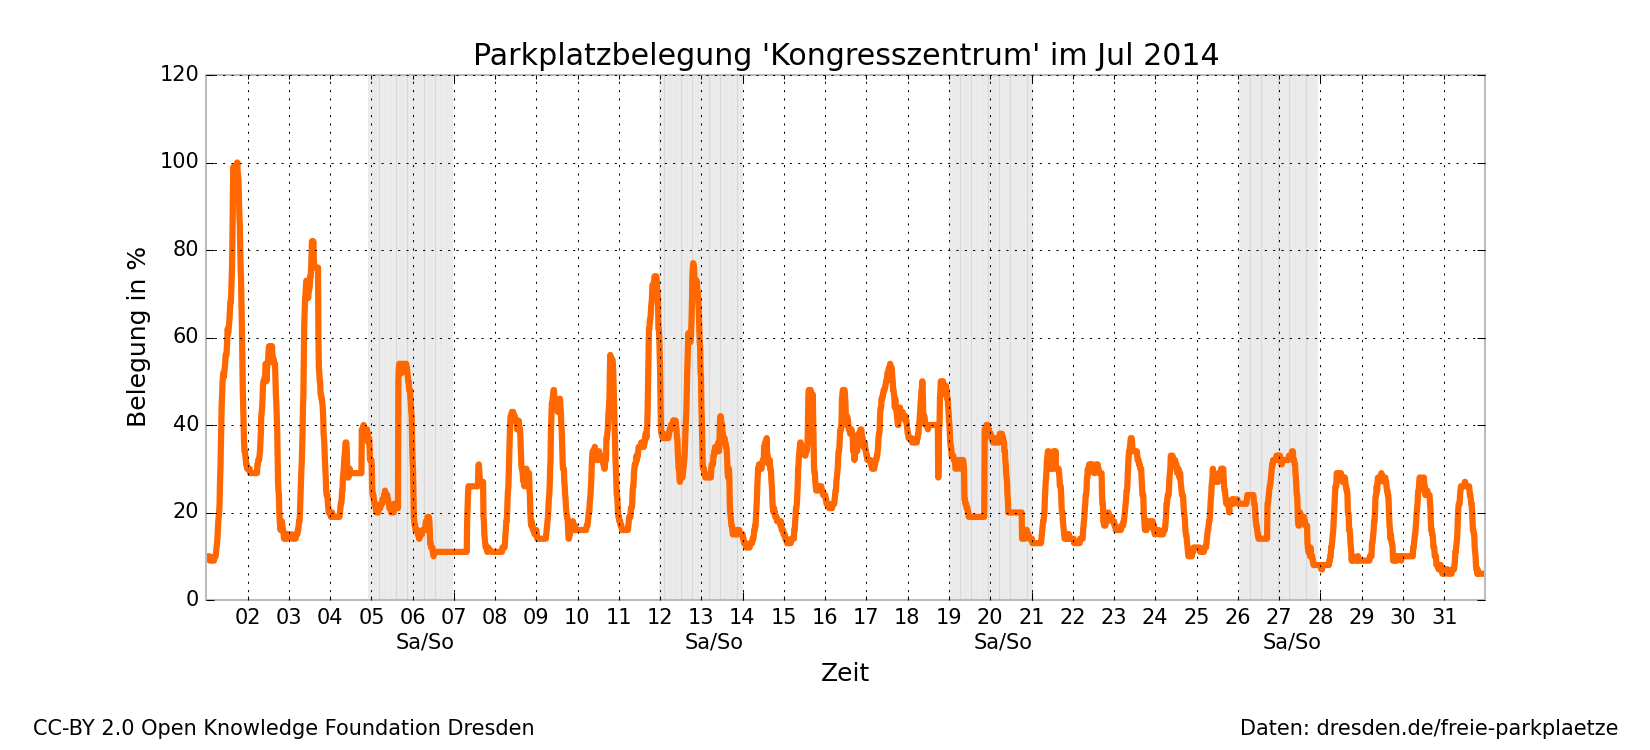 Parkplatzbelegung 'Kongresszentrum' im Jul 2014
120
100
80
60
40
20
0
Belegung in %
02 03 04 05 06 07 08 09 10 11 12 13 14 15 16 17 18 19 20 21 22 23 24 25 26 27 28 29 30 31
Sa/So Sa/So Sa/So Sa/So
Zeit
CC-BY 2.0 Open Knowledge Foundation Dresden
Daten: dresden.de/freie-parkplaetze